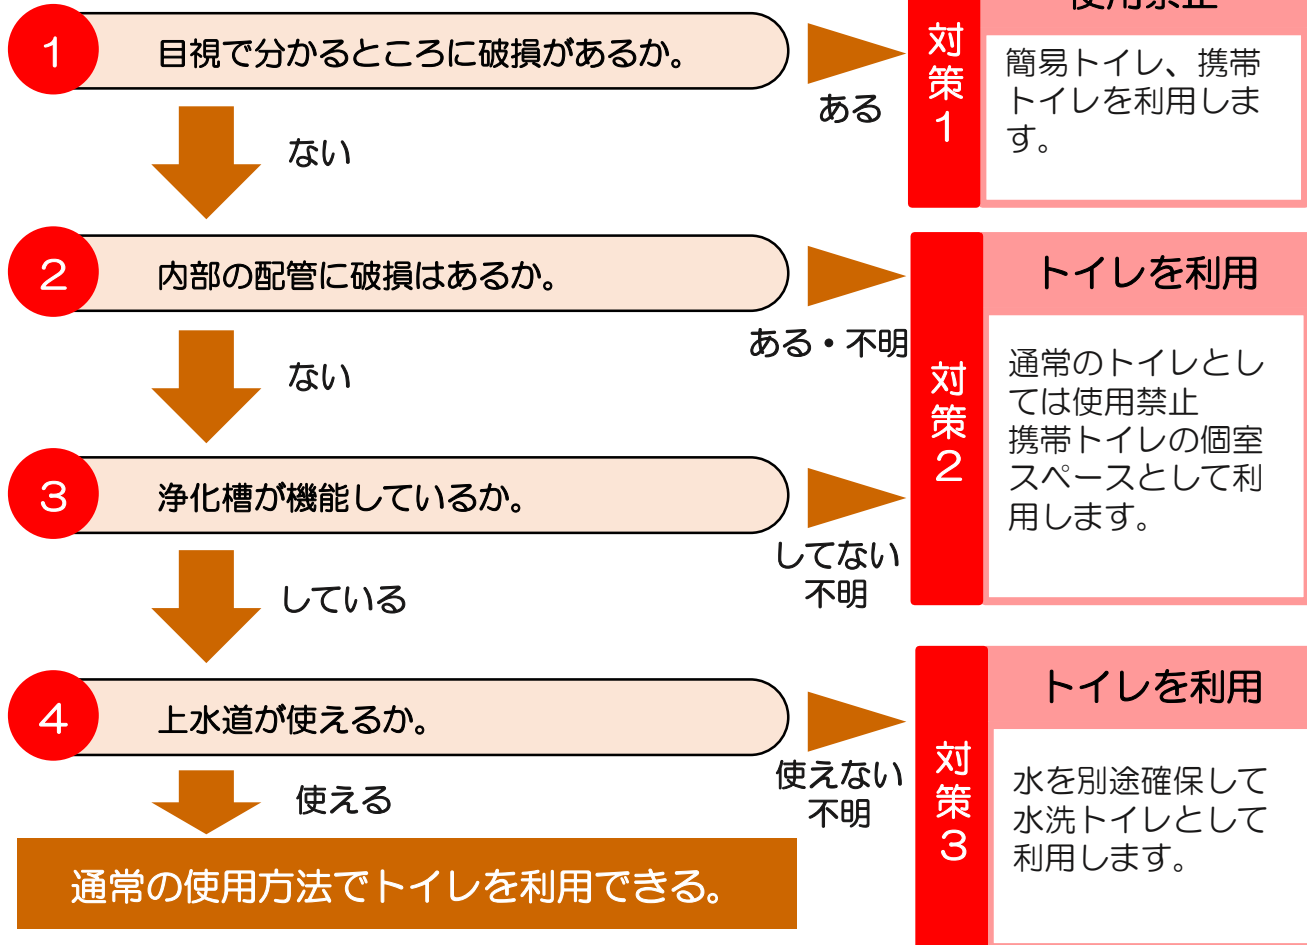 使用禁止
1
目視で分かるところに破損があるか。
ある
対策1
簡易トイレ、携帯
トイレを利用しま
す。
ない
2
内部の配管に破損はあるか。
ある・不明
対策2
トイレを利用
通常のトイレとし
ては使用禁止
携帯トイレの個室
スペースとして利
用します。
ない
3
浄化槽が機能しているか。
してない
不明
している
4
上水道が使えるか。
使えない
不明
対策3
トイレを利用
水を別途確保して
水洗トイレとして
利用します。
使える
通常の使用方法でトイレを利用できる。